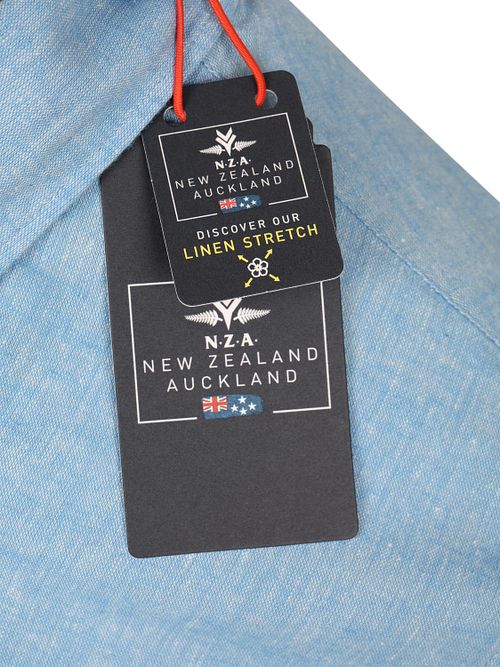 N.Z.A.
NEW ZEALAND
AUCKLAND
DISCOVER OUR
LINEN STRETCH
N.Z.A.
NEW ZEALAND
AUCKLAND